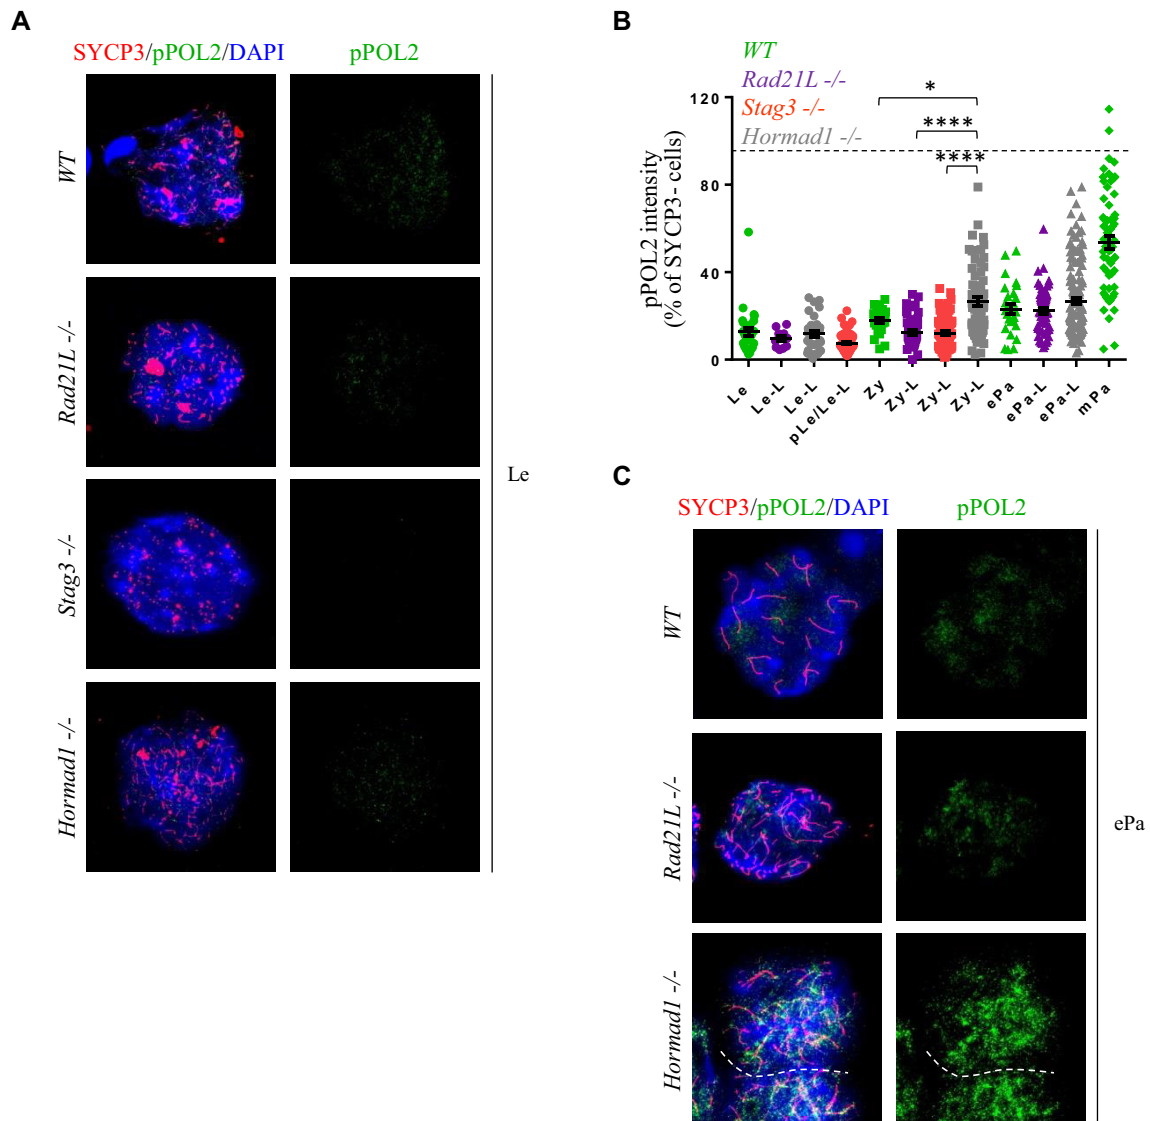 A
SYCP3/pPOL2/DAPI pPOL2
WT
Rad21L -/-
Stag3 -/-
Hormad1 -/-
Le
B
WT
Rad21L -/-
Stag3 -/-
Hormad1 -/-
pPOL2 intensity
(% of SYCP3- cells)
120
80
40
0
*
****
****
Le Le-L Le-L pLe/Le-L Zy Zy-L Zy-L Zy-L ePa ePa-L ePa-L mPa
C
SYCP3/pPOL2/DAPI pPOL2
WT
Rad21L -/-
Hormad1 -/-
ePa